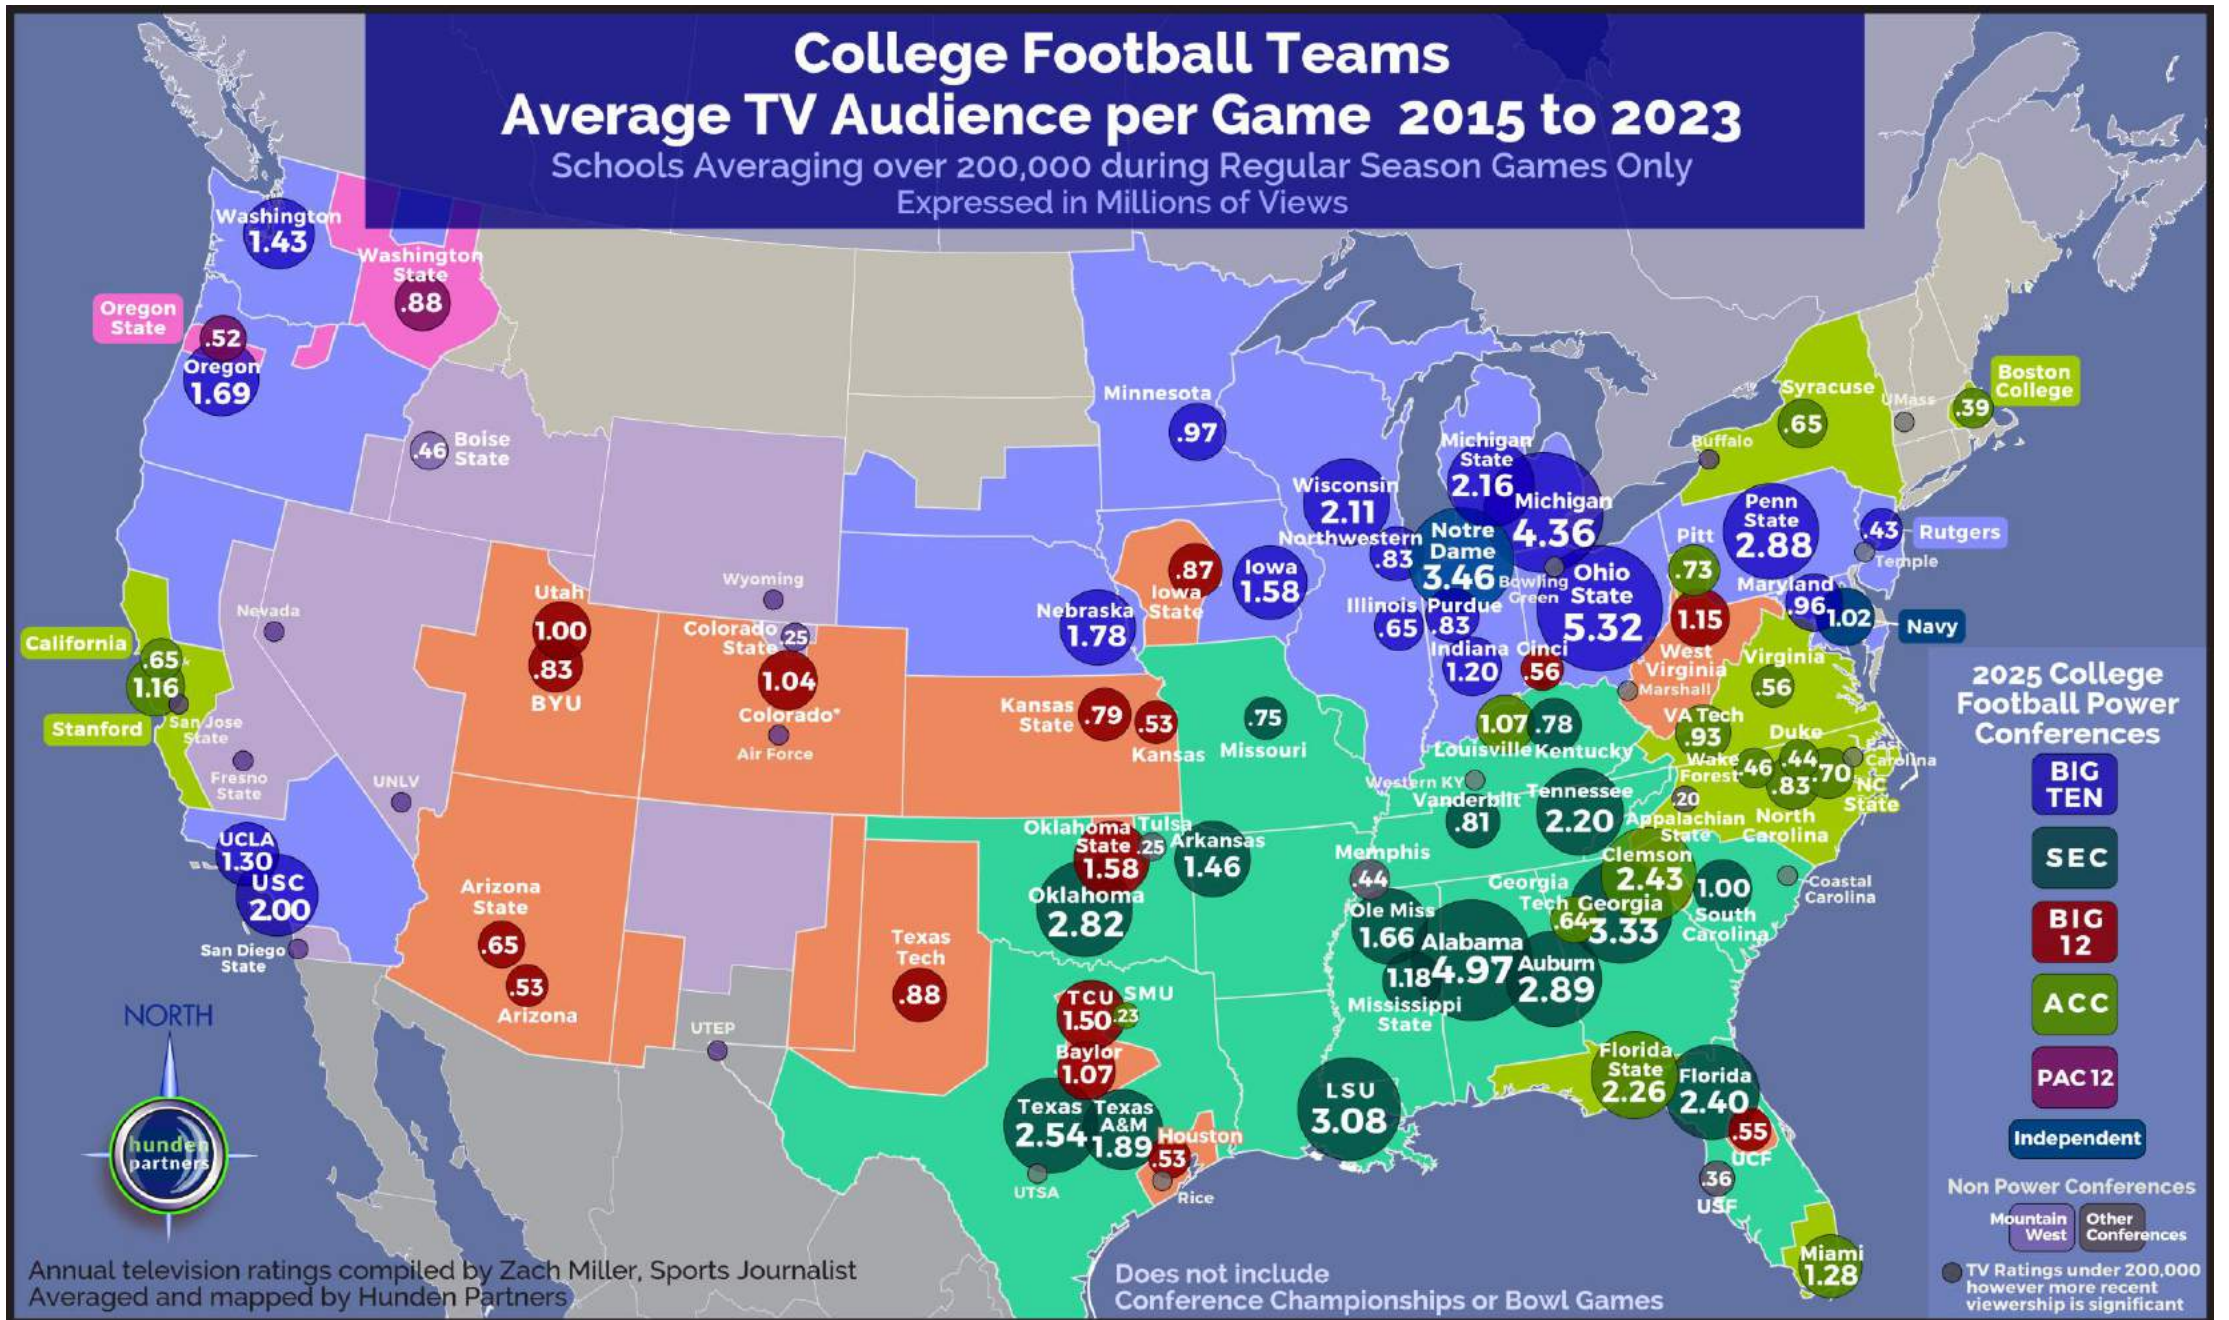 College Football Teams
Average TV Audience per Game 2015 to 2023
Schools Averaging over 200,000 during Regular Season Games Only
Expressed in Millions of Views
Washington
1.43
Washington
State
.88
Oregon
State
.52
Oregon
1.69
.46
Boise
State
Minnesota
.97
Wisconsin
2.11
Michigan
State
2.16
Michigan
4.36
Syracuse
.65
UMass
Boston
College
.39
Buffalo
Northwestern
.83
Notre
Dame
3.46
Bowling
Green
Ohio
State
5.32
Pitt
.73
Penn
State
2.88
.43
Rutgers
Temple
Maryland
.96
1.02
Navy
Utah
1.00
.83
BYU
Wyoming
Colorado
State
.25
1.04
Colorado*
Air Force
Nevada
California
.65
1.16
Stanford
San Jose
State
Fresno
State
UNLV
Nebraska
1.78
.87
Iowa
State
Iowa
1.58
Illinois
.65
Purdue
.83
Indiana
1.20
Cinci
.56
1.15
West
Virginia
Marshall
Virginia
.56
Kansas
State
.79
.53
Kansas
.75
Missouri
1.07
Louisville
.78
Kentucky
VA Tech
.93
Duke
.44
Wake
Forest
.46
.83
.70
East
Carolina
NC
State
North
Carolina
Western KY
Vanderbilt
.81
Tennessee
2.20
.20
Appalachian
State
UCLA
1.30
USC
2.00
San Diego
State
Arizona
State
.65
.53
Arizona
Texas
Tech
.88
UTEP
Oklahoma
State
1.58
Tulsa
.25
Arkansas
1.46
Oklahoma
2.82
Memphis
.44
Ole Miss
1.66
Alabama
4.97
1.18
Mississippi
State
Auburn
2.89
Georgia
Tech
.64
Georgia
3.33
Clemson
2.43
1.00
South
Carolina
Coastal
Carolina
TCU
1.50
SMU
.23
Baylor
1.07
Texas
2.54
Texas
A&M
1.89
Houston
.53
UTSA
Rice
LSU
3.08
Florida
State
2.26
Florida
2.40
.55
UCF
.36
USF
Miami
1.28
2025 College
Football Power
Conferences
BIG
TEN
SEC
BIG
12
ACC
PAC 12
Independent
Non Power Conferences
Mountain
West
Other
Conferences
TV Ratings under 200,000
however more recent
viewership is significant
NORTH
hunden
partners
Annual television ratings compiled by Zach Miller, Sports Journalist
Averaged and mapped by Hunden Partners
Does not include
Conference Championships or Bowl Games